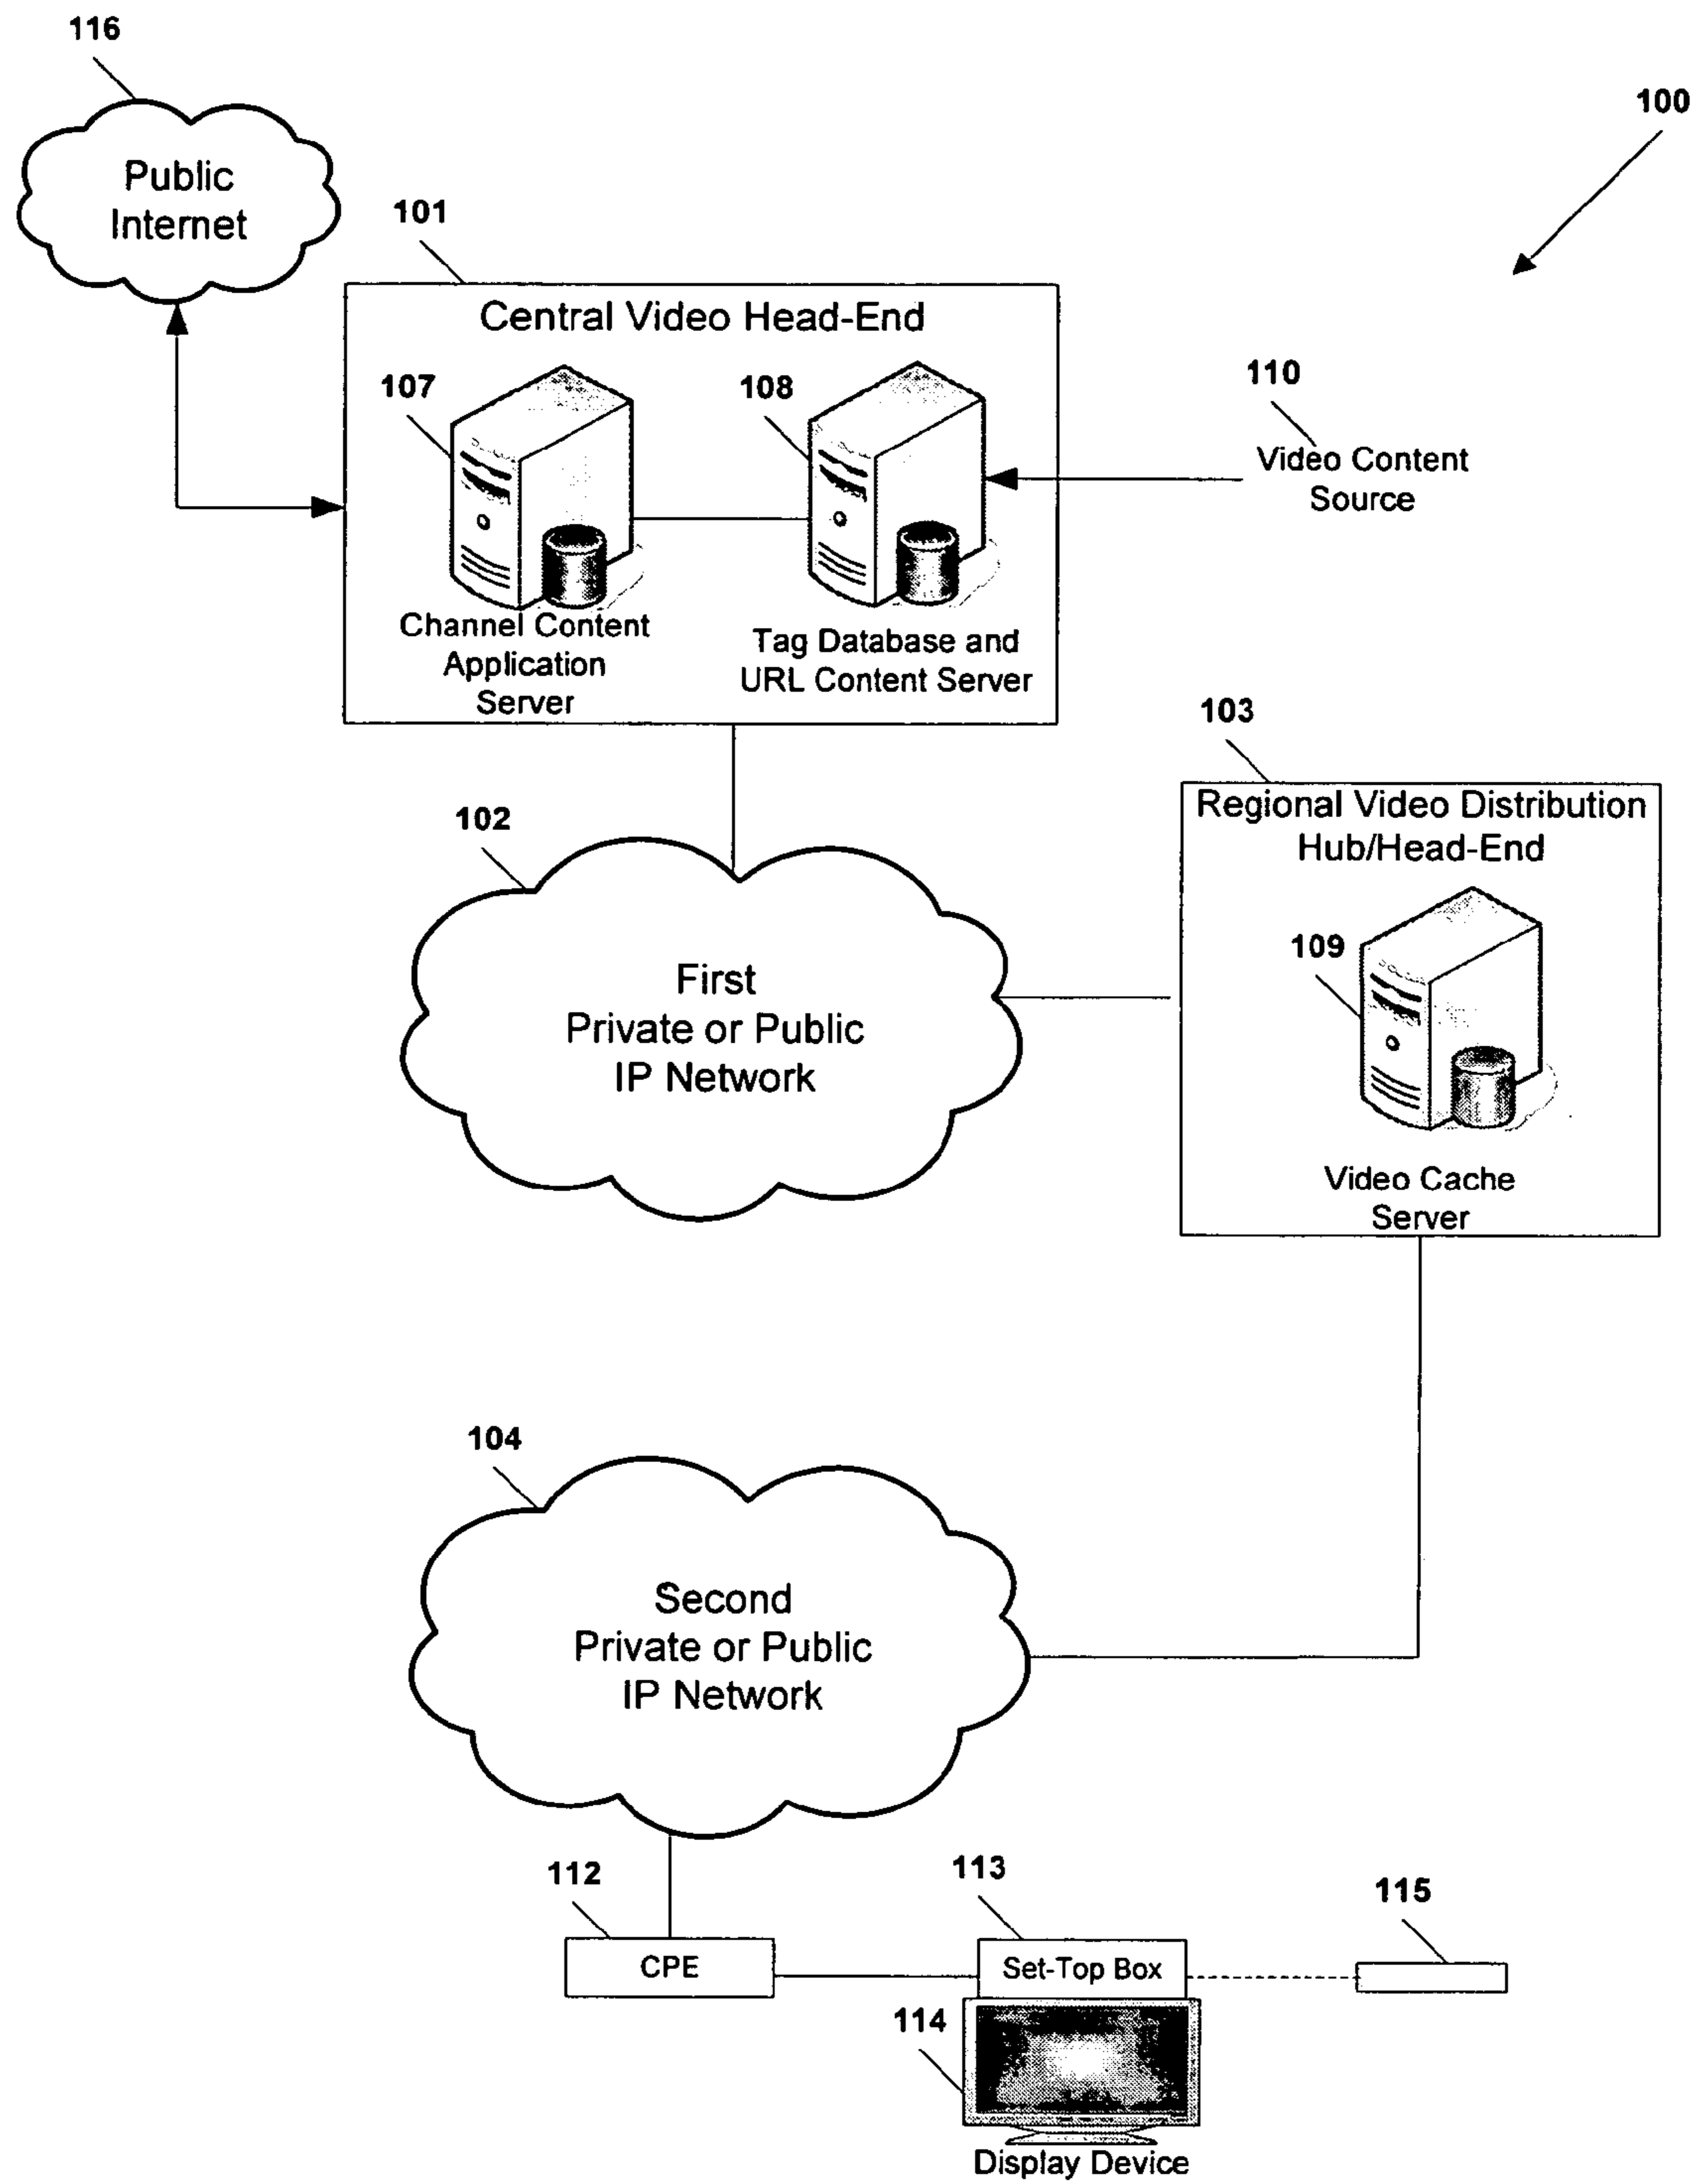 116
100
Public
Internet
101
Central Video Head-End
107
108
110
Video Content
Source
Channel Content
Application
Server
Tag Database and
URL Content Server
103
Regional Video Distribution
Hub/Head-End
102
109
First
Private or Public
IP Network
Video Cache
Server
104
Second
Private or Public
IP Network
112
113
115
CPE
Set-Top Box
114
Display Device